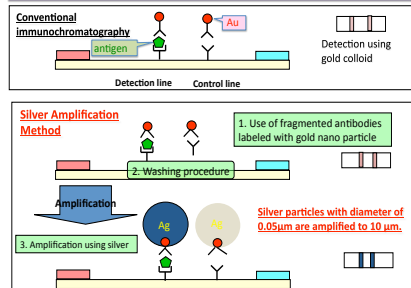 Conventional
immunochromatography
Au
antigen
Detection using
gold colloid
Detection line
Control line
Silver Amplification
Method
1. Use of fragmented antibodies
labeled with gold nano particle
2. Washing procedure
Amplification
Ag
Ag
Silver particles with diameter of
0.05µm are amplified to 10 µm.
3. Amplification using silver